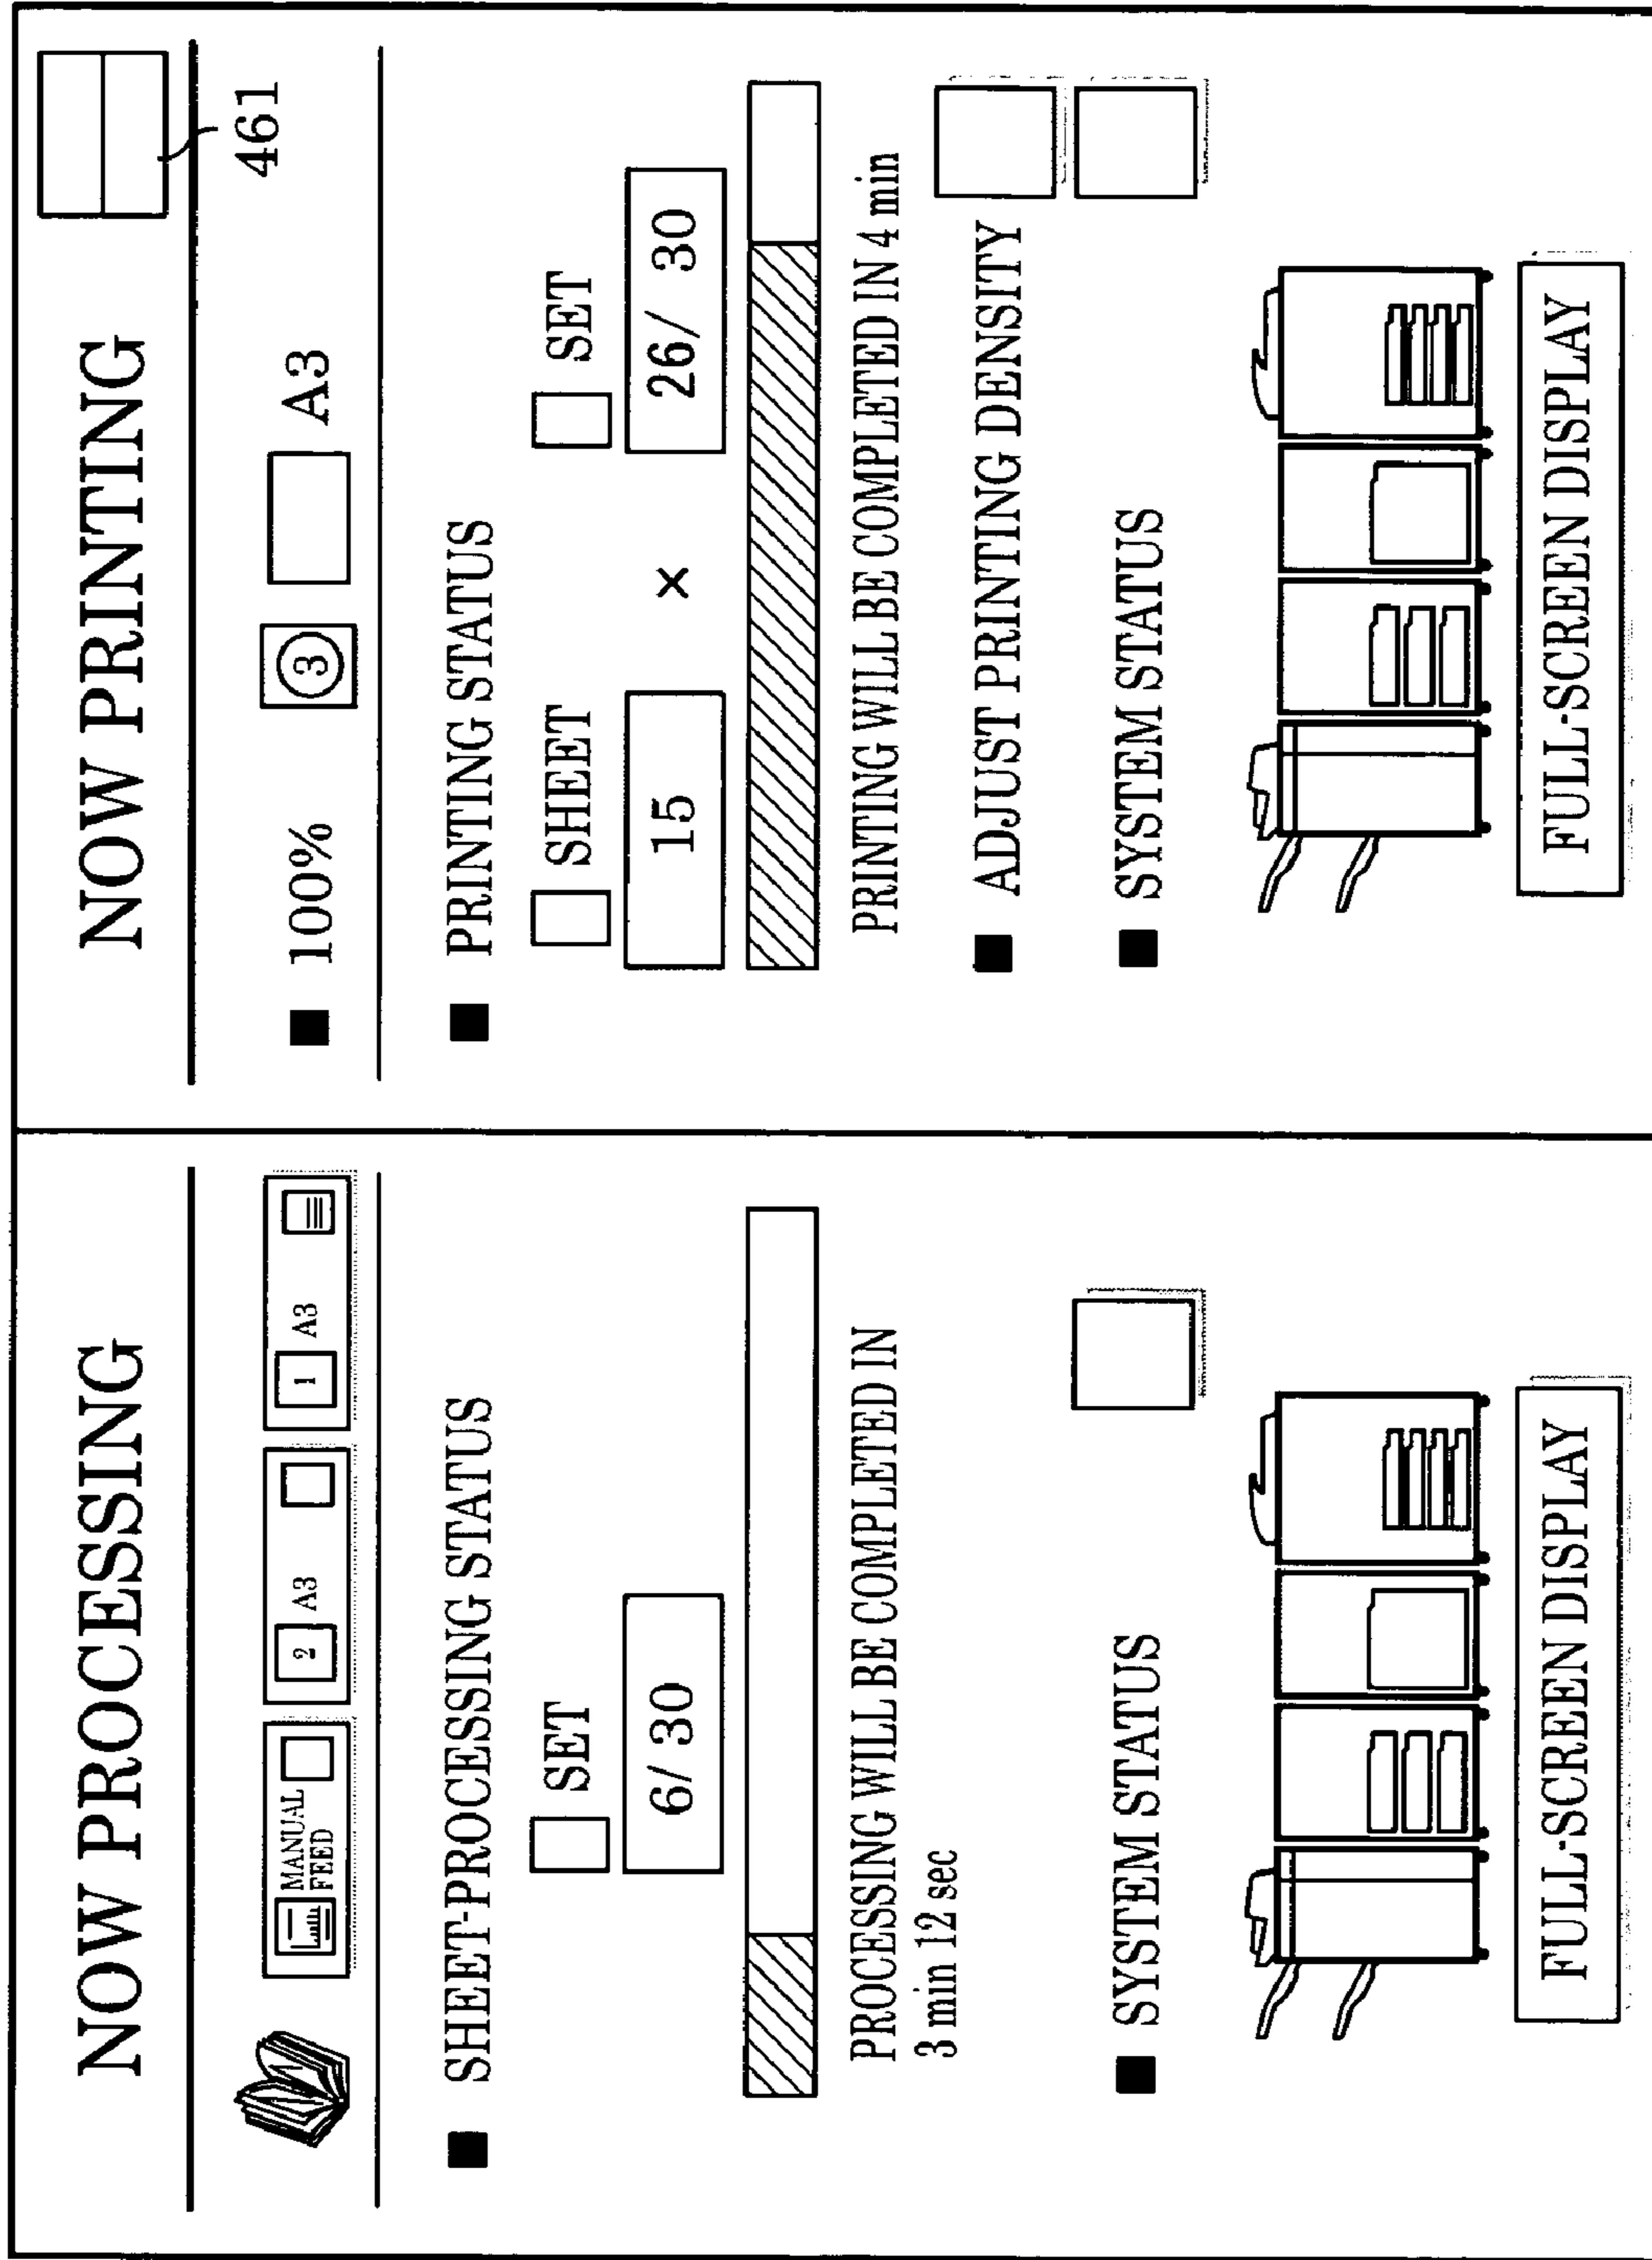 NOW PROCESSING
MANUAL
FEED
2 A3
1 A3
SHEET-PROCESSING STATUS
SET
6/ 30
PROCESSING WILL BE COMPLETED IN
3 min 12 sec
SYSTEM STATUS
FULL-SCREEN DISPLAY
NOW PRINTING
461
100% 3 A3
PRINTING STATUS
SHEET SET
15 × 26/ 30
PRINTING WILL BE COMPLETED IN 4 min
ADJUST PRINTING DENSITY
SYSTEM STATUS
FULL-SCREEN DISPLAY